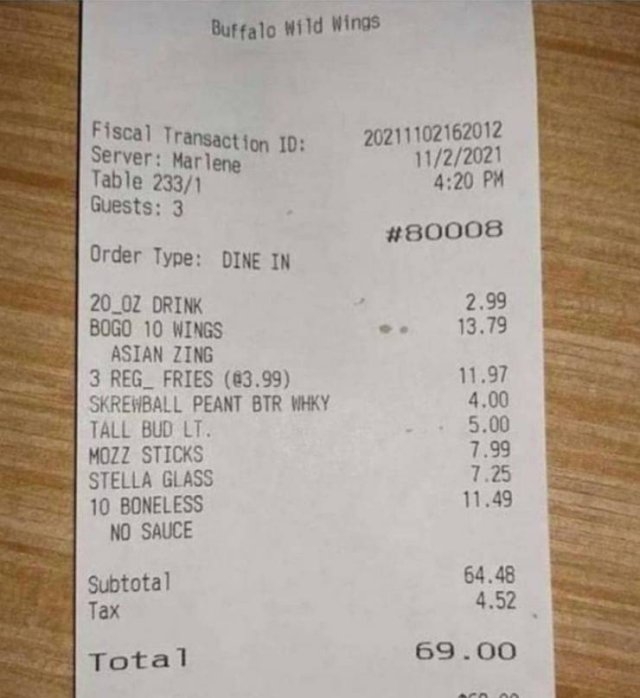 Buffalo Wild Wings
Fiscal Transaction ID: 20211102162012
Server: Marlene 11/2/2021
Table 233/1 4:20 PM
Guests: 3
#80008
Order Type: DINE IN
20_OZ DRINK 2.99
BOGO 10 WINGS 13.79
ASIAN ZING
3 REG_ FRIES (@3.99) 11.97
SKREWBALL PEANT BTR WHKY 4.00
TALL BUD LT. 5.00
MOZZ STICKS 7.99
STELLA GLASS 7.25
10 BONELESS 11.49
NO SAUCE
Subtotal 64.48
Tax 4.52
Total 69.00